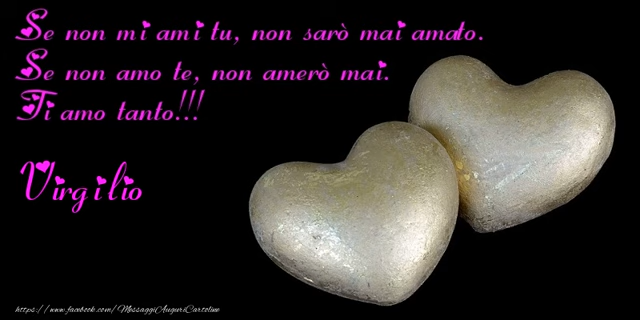 Se non mi ami tu, non sarò mai amato.
Se non amo te, non amerò mai.
Ti amo tanto!!!
Virgilio
https://www.facebook.com/MessaggiAuguriCartoline